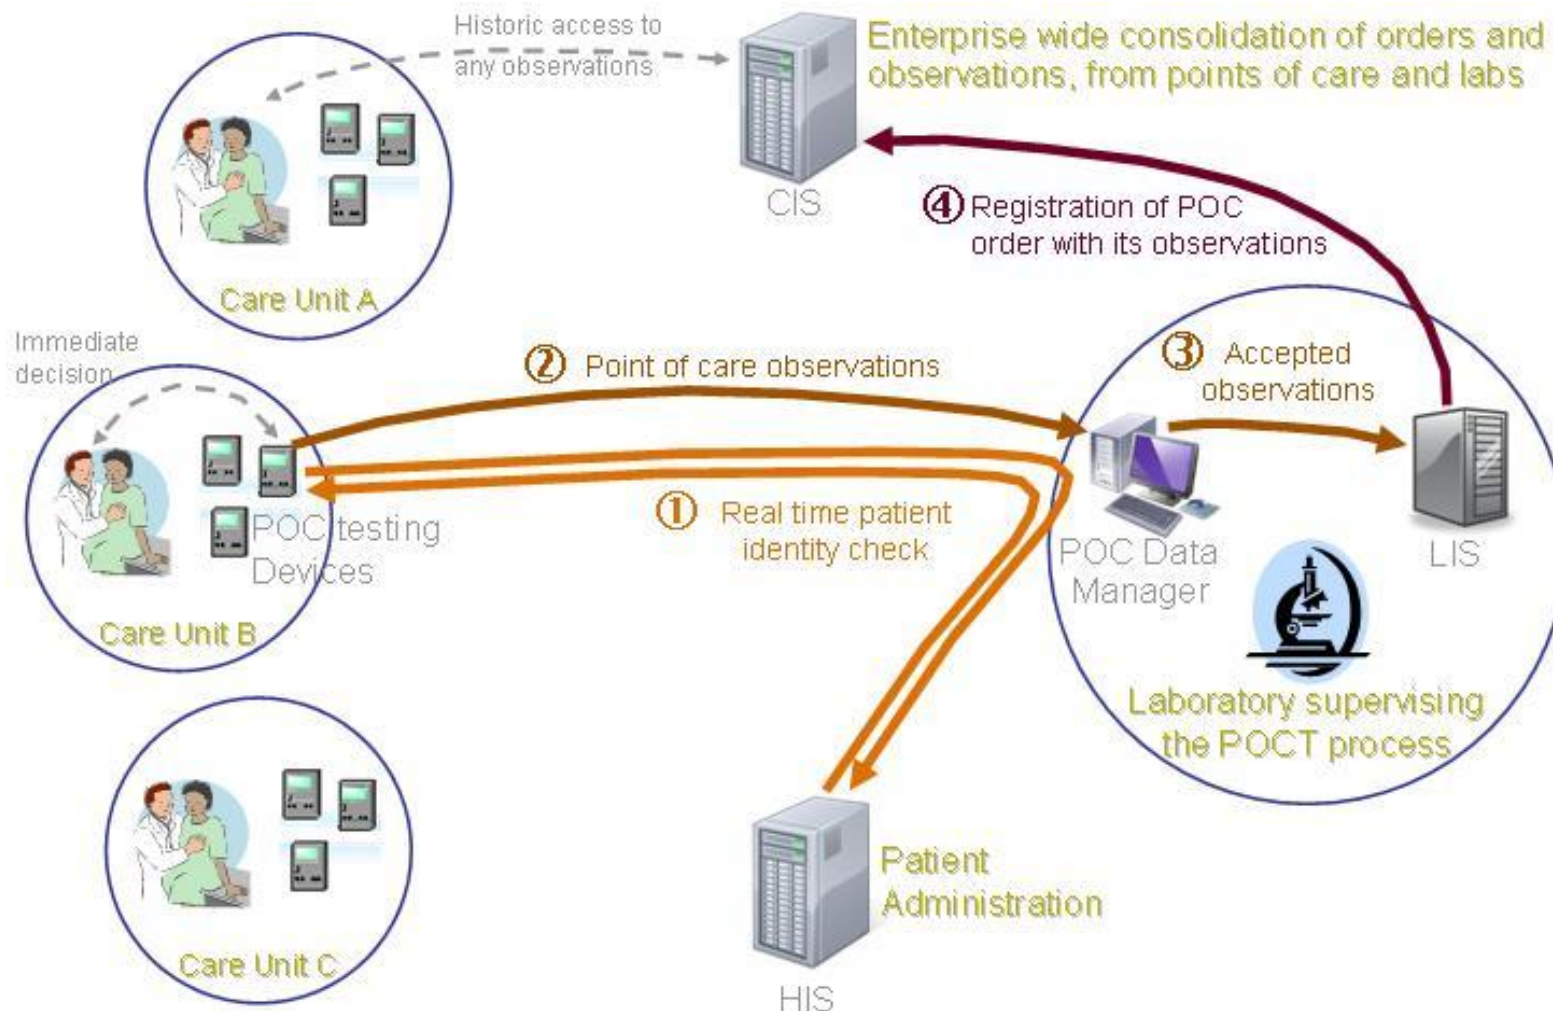 Historic access to
any observations
Enterprise wide consolidation of orders and
observations, from points of care and labs
CIS
④ Registration of POC
order with its observations
Care Unit A
Immediate
decision
② Point of care observations
③ Accepted
observations
① Real time patient
identity check
POC testing
Devices
POC Data
Manager
LIS
Care Unit B
Laboratory supervising
the POCT process
Patient
Administration
Care Unit C
HIS